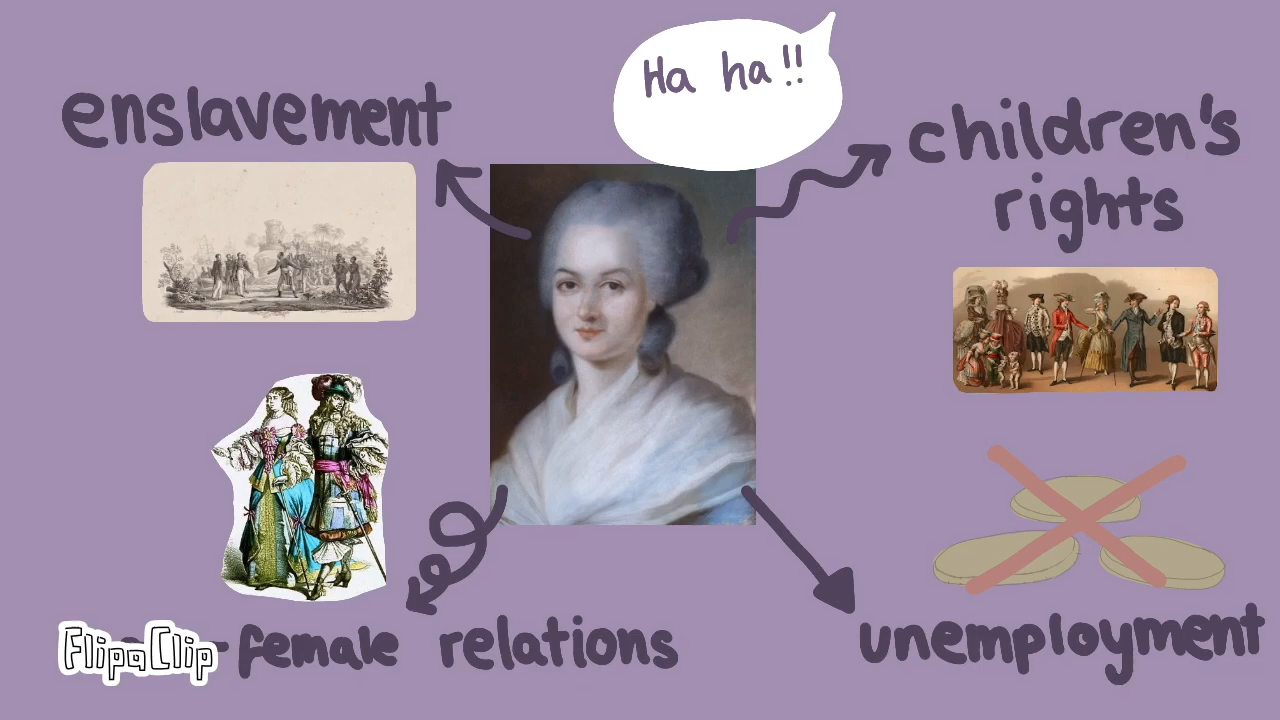 Ha ha!!
enslavement
children's
rights
FlipaClip
-female relations
unemployment